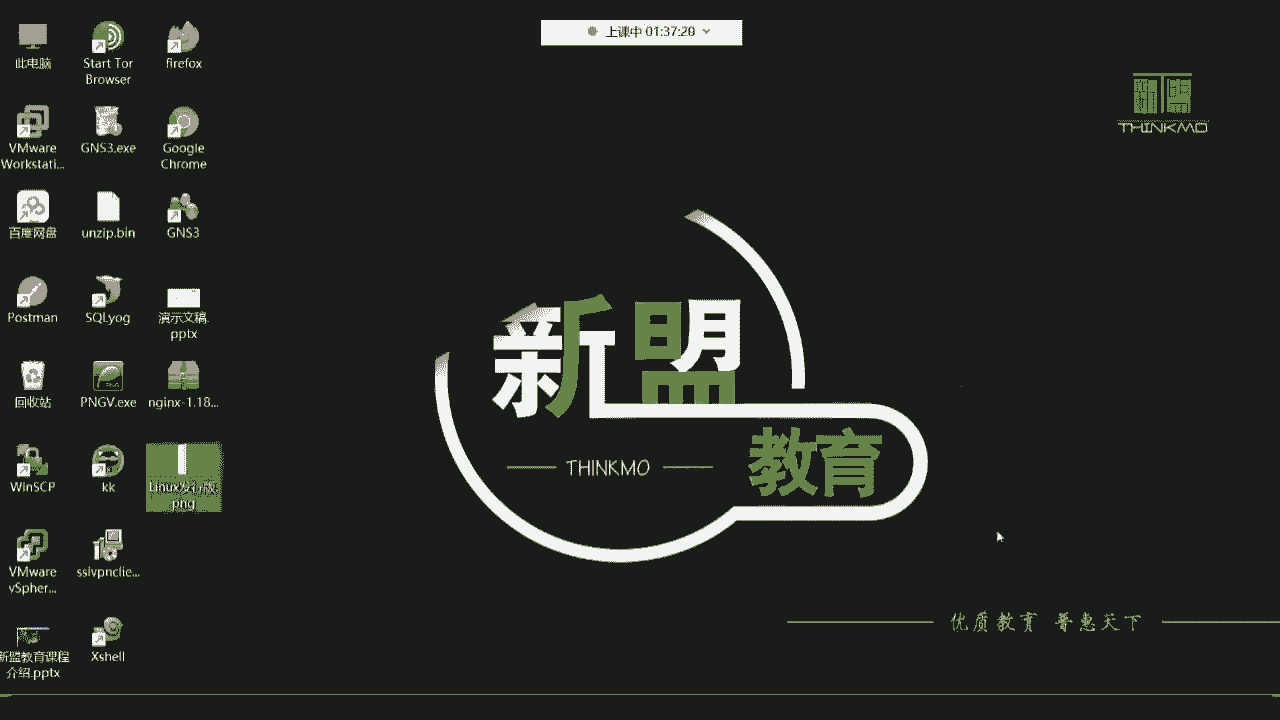 上课中 01:37:20
此电脑
Start Tor
Browser
firefox
VMware
Workstati...
GNS3.exe
Google
Chrome
百度网盘
unzip.bin
GNS3
Postman
SQLyog
演示文稿.
pptx
回收站
PNGV.exe
nginx-1.18...
WinSCP
kk
Linux发行版.
png
VMware
vSpher...
sslvpnclie...
新盟教育课程
介绍.pptx
Xshell
新盟
THINKMO
新盟
教育
THINKMO
优质教育 普惠天下